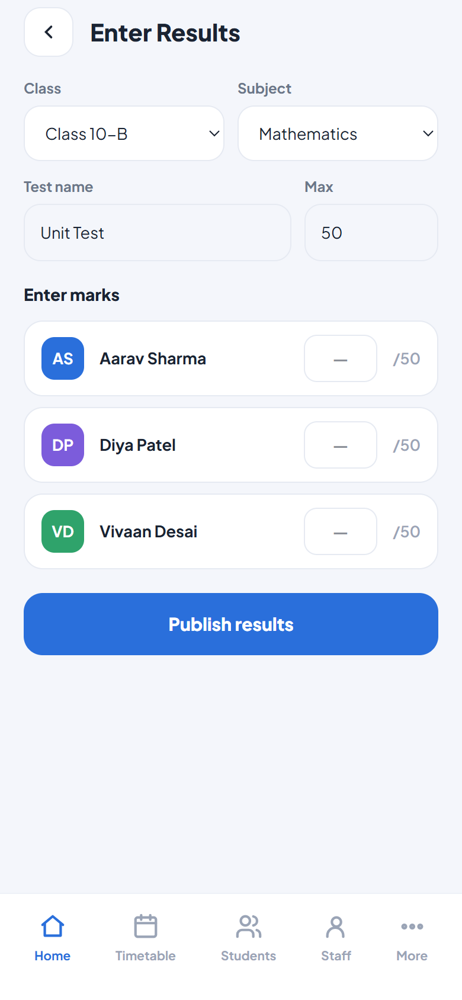 Enter Results
Class Subject
Class 10–B Mathematics
Test name Max
Unit Test 50
Enter marks
AS Aarav Sharma — /50
DP Diya Patel — /50
VD Vivaan Desai — /50
Publish results
Home Timetable Students Staff More